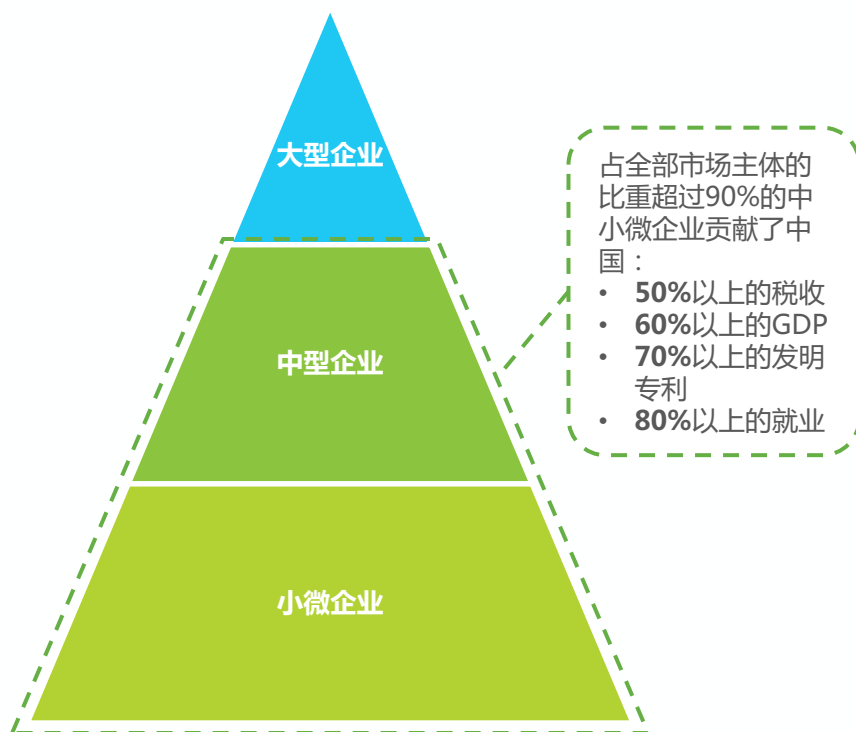 大型企业
占全部市场主体的
比重超过90%的中
小微企业贡献了中
国：
• 50%以上的税收
• 60%以上的GDP
• 70%以上的发明
专利
• 80%以上的就业
中型企业
小微企业